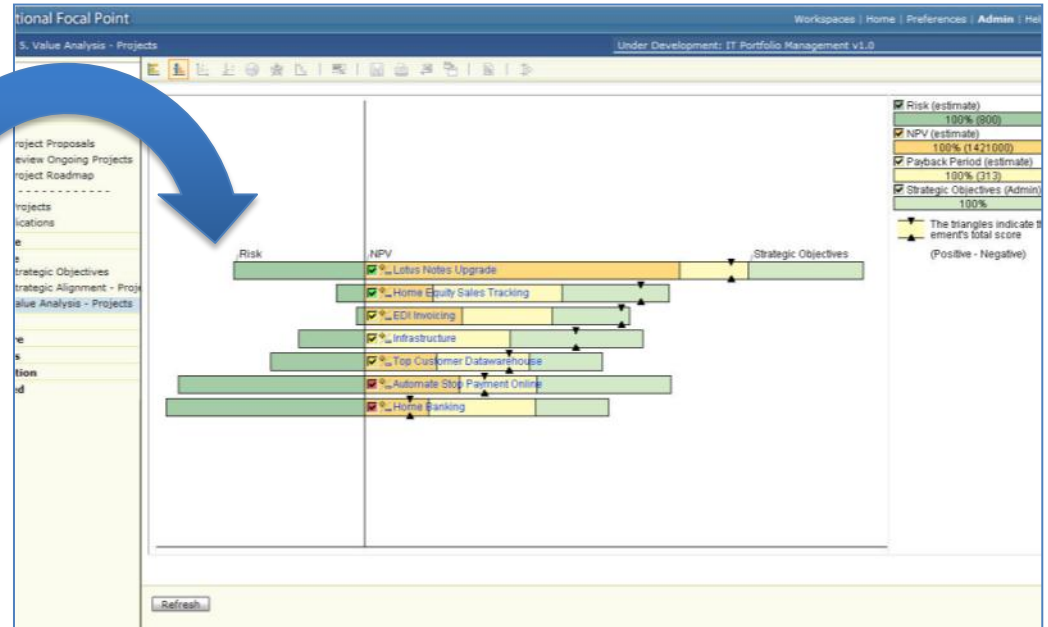 tional Focal Point
Workspaces | Home | Preferences | Admin | Hel
5. Value Analysis - Projects
Under Development: IT Portfolio Management v1.0
roject Proposals
eview Ongoing Projects
roject Roadmap
------------
rojects
lications
e
e
trategic Objectives
trategic Alignment - Proje
alue Analysis - Projects
re
s
tion
ed
Risk
NPV
Strategic Objectives
Lotus Notes Upgrade
Home Equity Sales Tracking
EDI Invoicing
Infrastructure
Top Customer Datawarehouse
Automate Stop Payment Online
Home Banking
Risk (estimate)
100% (800)
NPV (estimate)
100% (1421000)
Payback Period (estimate)
100% (313)
Strategic Objectives (Admin)
100%
The triangles indicate th
ement's total score
(Positive - Negative)
Refresh